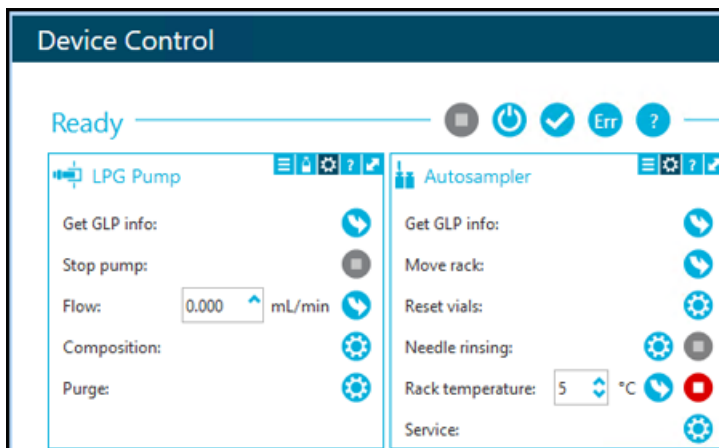 Device Control
Ready
Err
?
LPG Pump
?
Get GLP info:
Stop pump:
Flow: 0.000 mL/min
Composition:
Purge:
Autosampler
?
Get GLP info:
Move rack:
Reset vials:
Needle rinsing:
Rack temperature: 5 °C
Service: